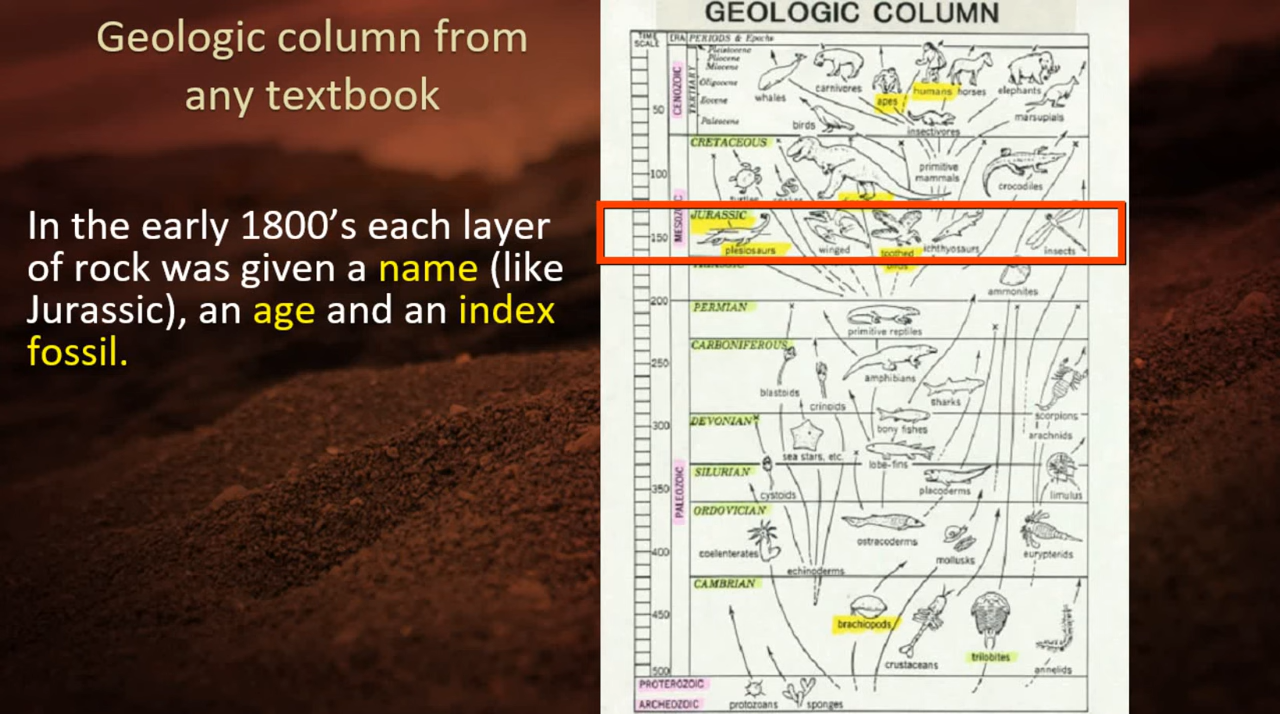 Geologic column from
any textbook
In the early 1800's each layer
of rock was given a name (like
Jurassic), an age and an index
fossil.
GEOLOGIC COLUMN
TIME SCALE
ERA
PERIODS & Epochs
CENOZOIC
TERTIARY
Pleistocene
Pliocene
Miocene
Oligocene
Eocene
Paleocene
50
whales
carnivores
apes
humans
horses
elephants
marsupials
birds
insectivores
CRETACEOUS
100
primitive
mammals
crocodiles
JURASSIC
150
plesiosaurs
winged
toothed
birds
ichthyosaurs
insects
ammonites
200
PERMIAN
primitive reptiles
CARBONIFEROUS
250
amphibians
blastoids
crinoids
sharks
scorpions
DEVONIAN
300
bony fishes
arachnids
sea stars, etc.
lobe-fins
PALEOZOIC
SILURIAN
350
cystoids
placoderms
limulus
ORDOVICIAN
ostracoderms
400
coelenterates
mollusks
eurypterids
echinoderms
CAMBRIAN
450
brachiopods
crustaceans
trilobites
annelids
500
PROTEROZOIC
ARCHEOZOIC
protozoans
sponges